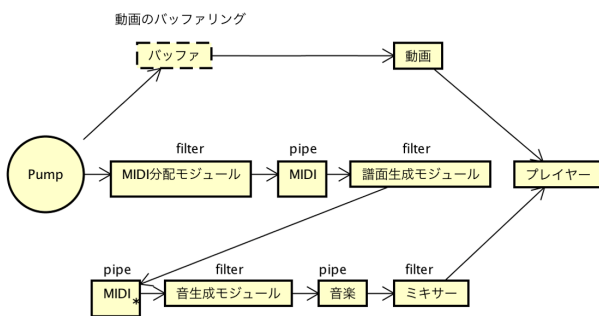 動画のバッファリング
バッファ
動画
filter
pipe
filter
Pump
MIDI分配モジュール
MIDI
譜面生成モジュール
プレイヤー
pipe
filter
pipe
filter
MIDI
*
音生成モジュール
音楽
ミキサー